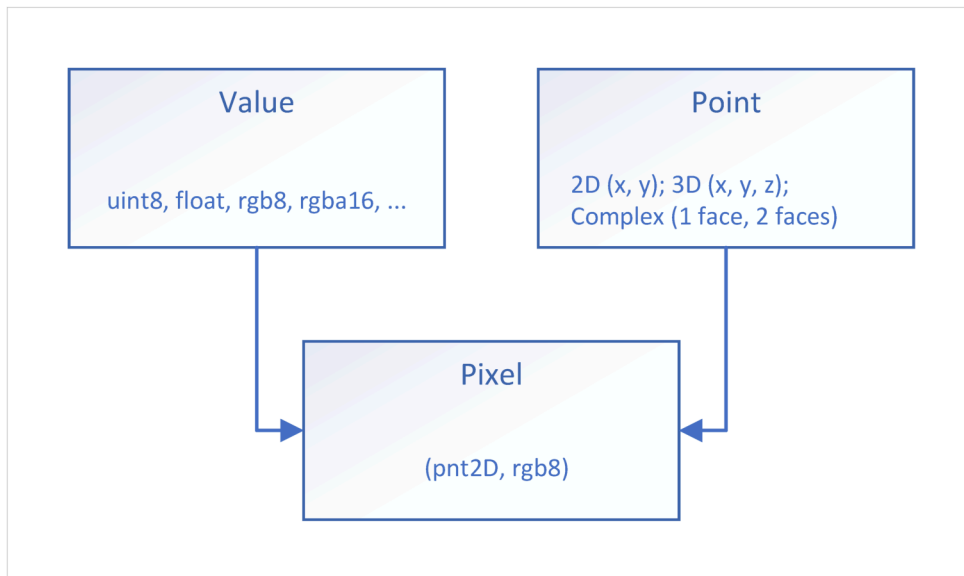 Value
uint8, float, rgb8, rgba16, ...
Point
2D (x, y); 3D (x, y, z);
Complex (1 face, 2 faces)
Pixel
(pnt2D, rgb8)